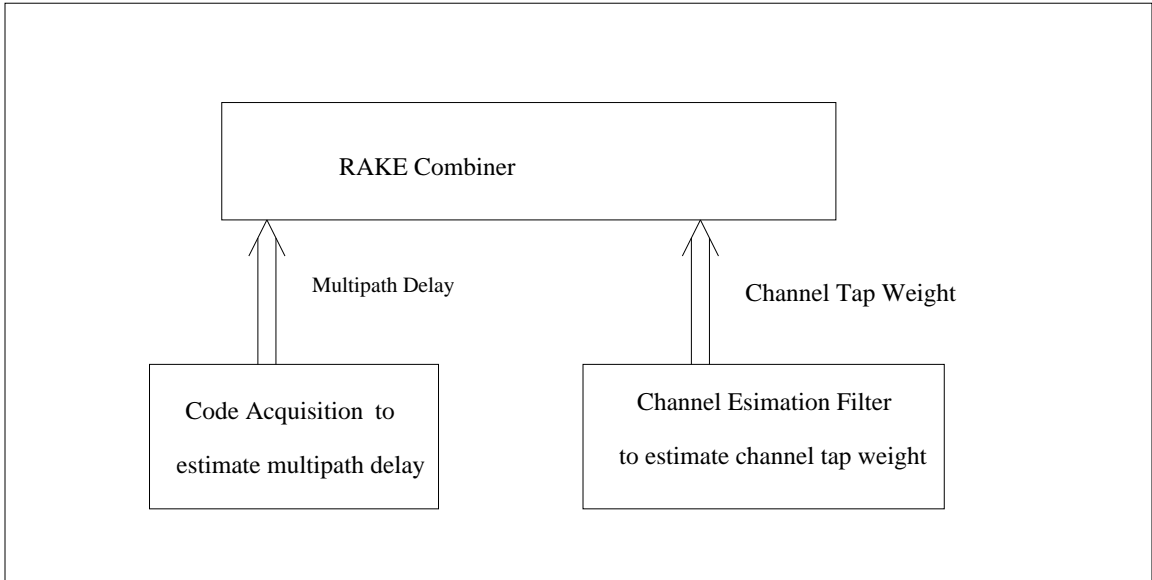 RAKE Combiner
Multipath Delay
Channel Tap Weight
Code Acquisition to
estimate multipath delay
Channel Esimation Filter
to estimate channel tap weight